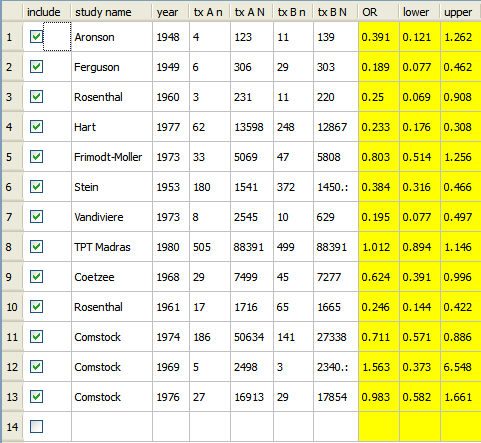 include study name year tx A n tx A N tx B n tx B N OR lower upper
1 Aronson 1948 4 123 11 139 0.391 0.121 1.262
2 Ferguson 1949 6 306 29 303 0.189 0.077 0.462
3 Rosenthal 1960 3 231 11 220 0.25 0.069 0.908
4 Hart 1977 62 13598 248 12867 0.233 0.176 0.308
5 Frimodt-Moller 1973 33 5069 47 5808 0.803 0.514 1.256
6 Stein 1953 180 1541 372 1450.: 0.384 0.316 0.466
7 Vandiviere 1973 8 2545 10 629 0.195 0.077 0.497
8 TPT Madras 1980 505 88391 499 88391 1.012 0.894 1.146
9 Coetzee 1968 29 7499 45 7277 0.624 0.391 0.996
10 Rosenthal 1961 17 1716 65 1665 0.246 0.144 0.422
11 Comstock 1974 186 50634 141 27338 0.711 0.571 0.886
12 Comstock 1969 5 2498 3 2340.: 1.563 0.373 6.548
13 Comstock 1976 27 16913 29 17854 0.983 0.582 1.661
14